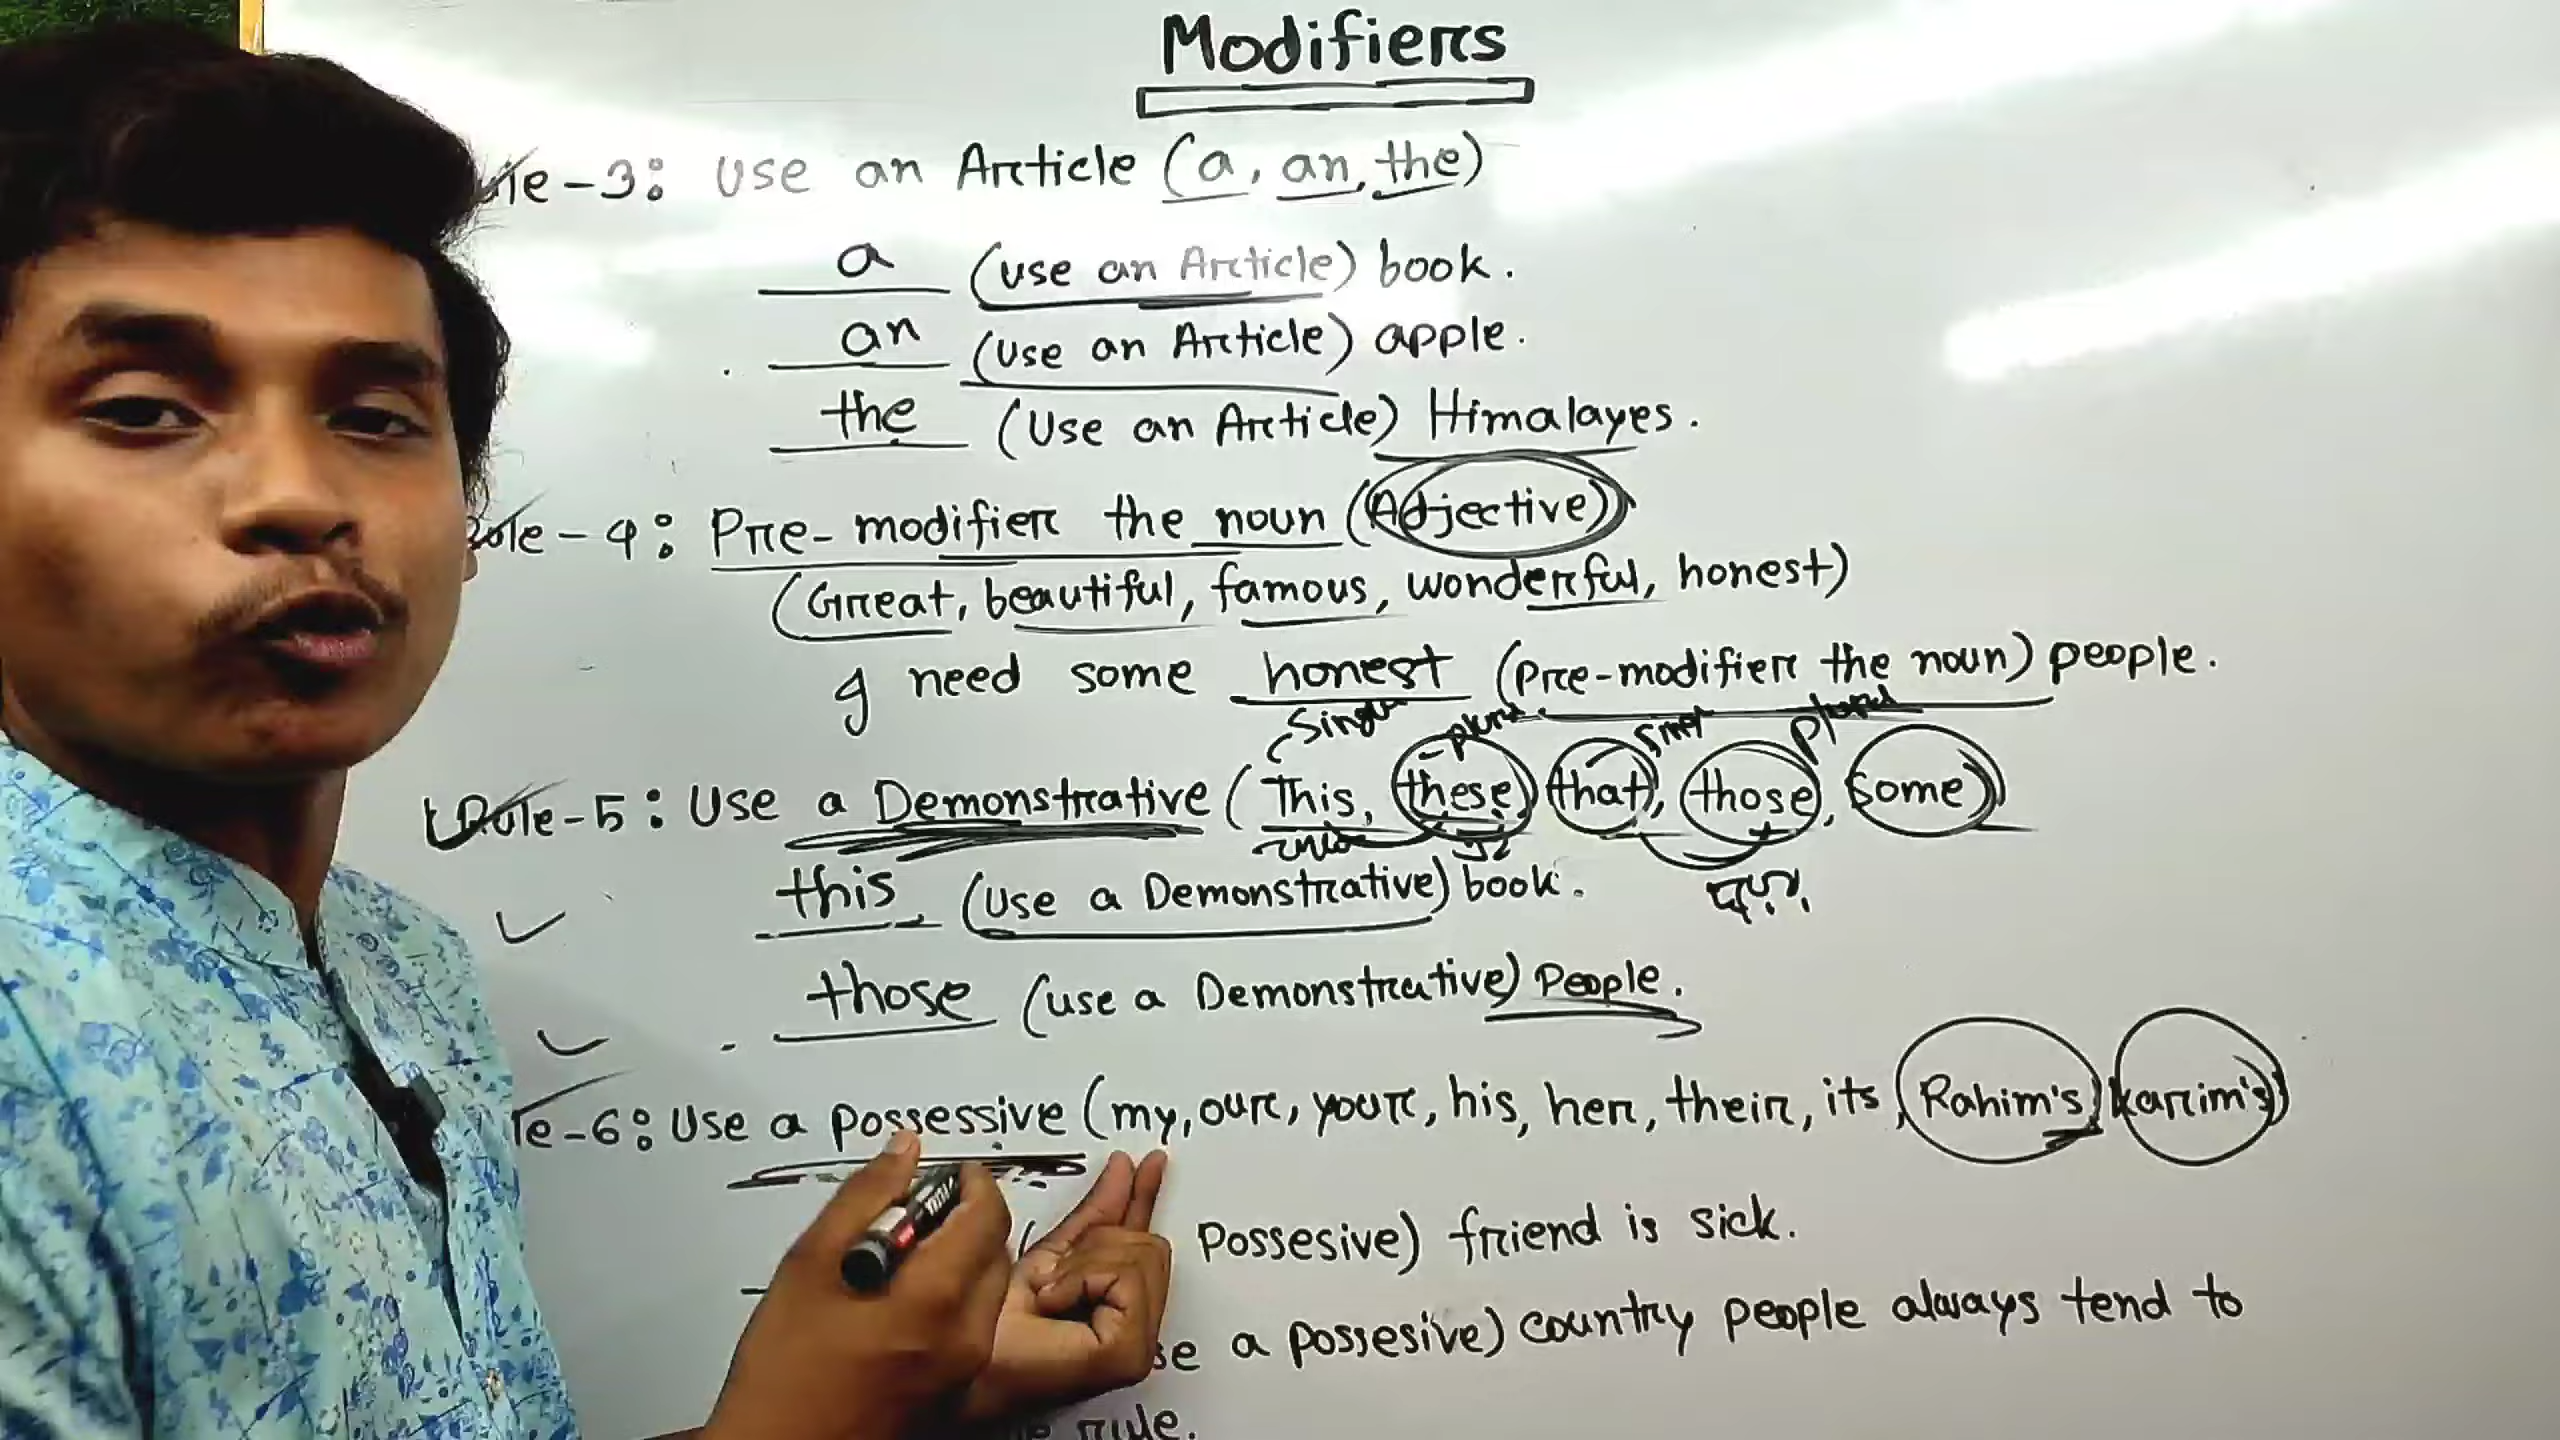 Modifiers
Rule-3: Use an Article (a, an, the)
a (use an Article) book.
an (use an Article) apple.
the (Use an Article) Himalayes.
Rule-4: Pre-modifier the noun (Adjective)
(Great, beautiful, famous, wonderful, honest)
I need some honest (Pre-modifier the noun) people.
plural
Rule-5: Use a Demonstrative (This, these, that, those, some)
this (Use a Demonstrative) book.
those (use a Demonstrative) People.
le-6: Use a possessive (my, our, your, his, her, their, its, Rahim's, karim's)
( Possesive) friend is sick.
se a possesive) country people always tend to
rule.